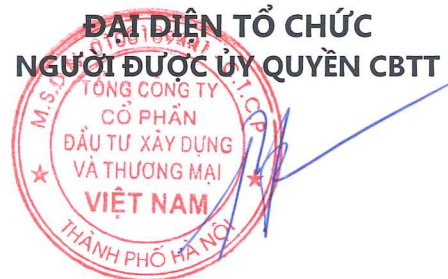 ĐẠI DIỆN TỔ CHỨC
NGƯỜI ĐƯỢC ỦY QUYỀN CBTT
TỔNG CÔNG TY
CỔ PHẦN
ĐẦU TƯ XÂY DỰNG
VÀ THƯƠNG MẠI
VIỆT NAM
THÀNH PHỐ HÀ NỘI